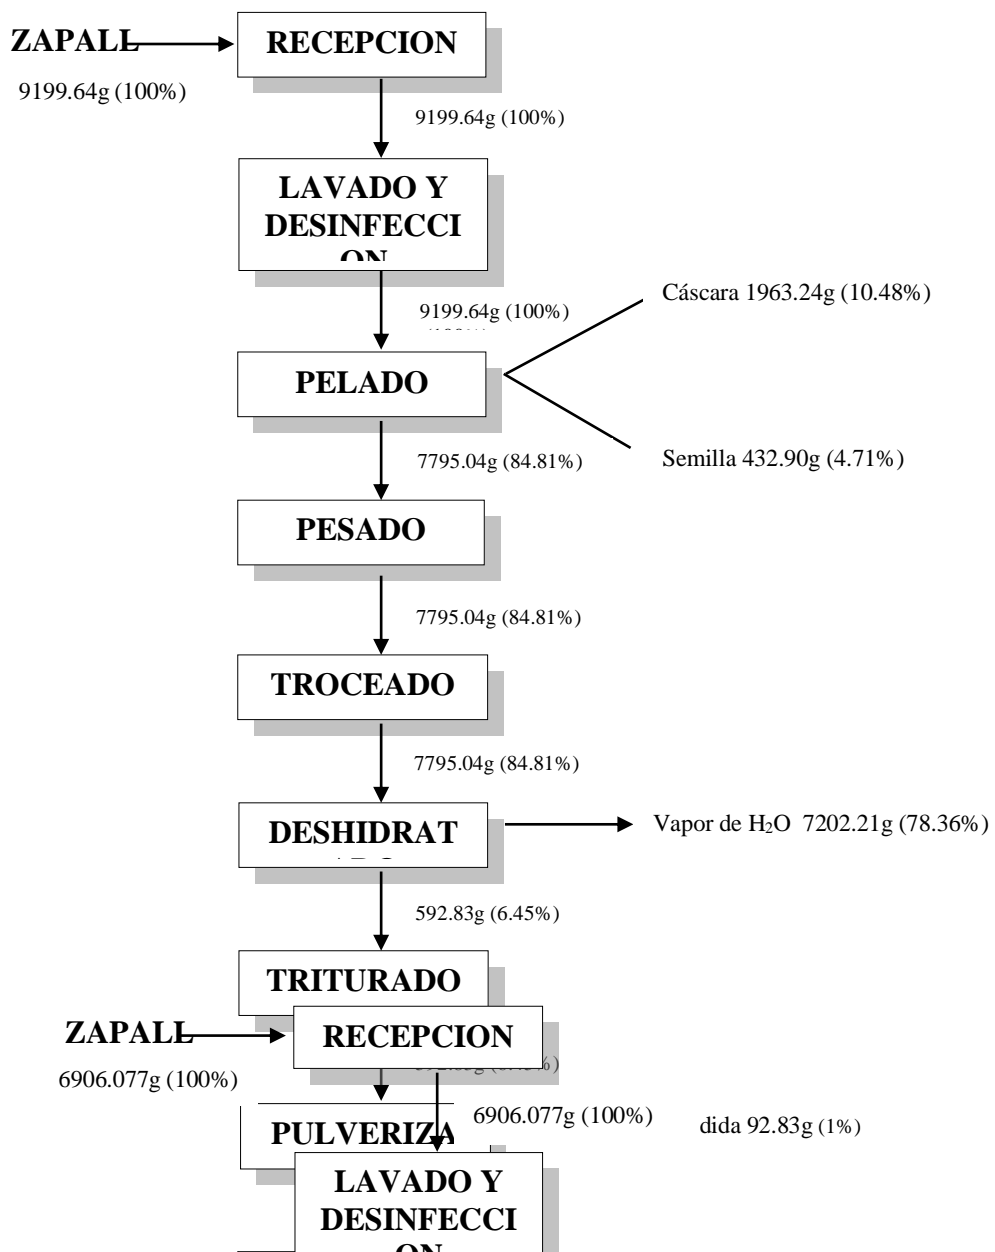 ZAPALL
RECEPCION
9199.64g (100%)
9199.64g (100%)
LAVADO Y
DESINFECCI
ON
Cáscara 1963.24g (10.48%)
9199.64g (100%)
PELADO
7795.04g (84.81%)
Semilla 432.90g (4.71%)
PESADO
7795.04g (84.81%)
TROCEADO
7795.04g (84.81%)
DESHIDRAT
Vapor de H₂O 7202.21g (78.36%)
592.83g (6.45%)
TRITURADO
ZAPALL
RECEPCION
6906.077g (100%)
6906.077g (100%)
dida 92.83g (1%)
PULVERIZA
LAVADO Y
DESINFECCI
ON